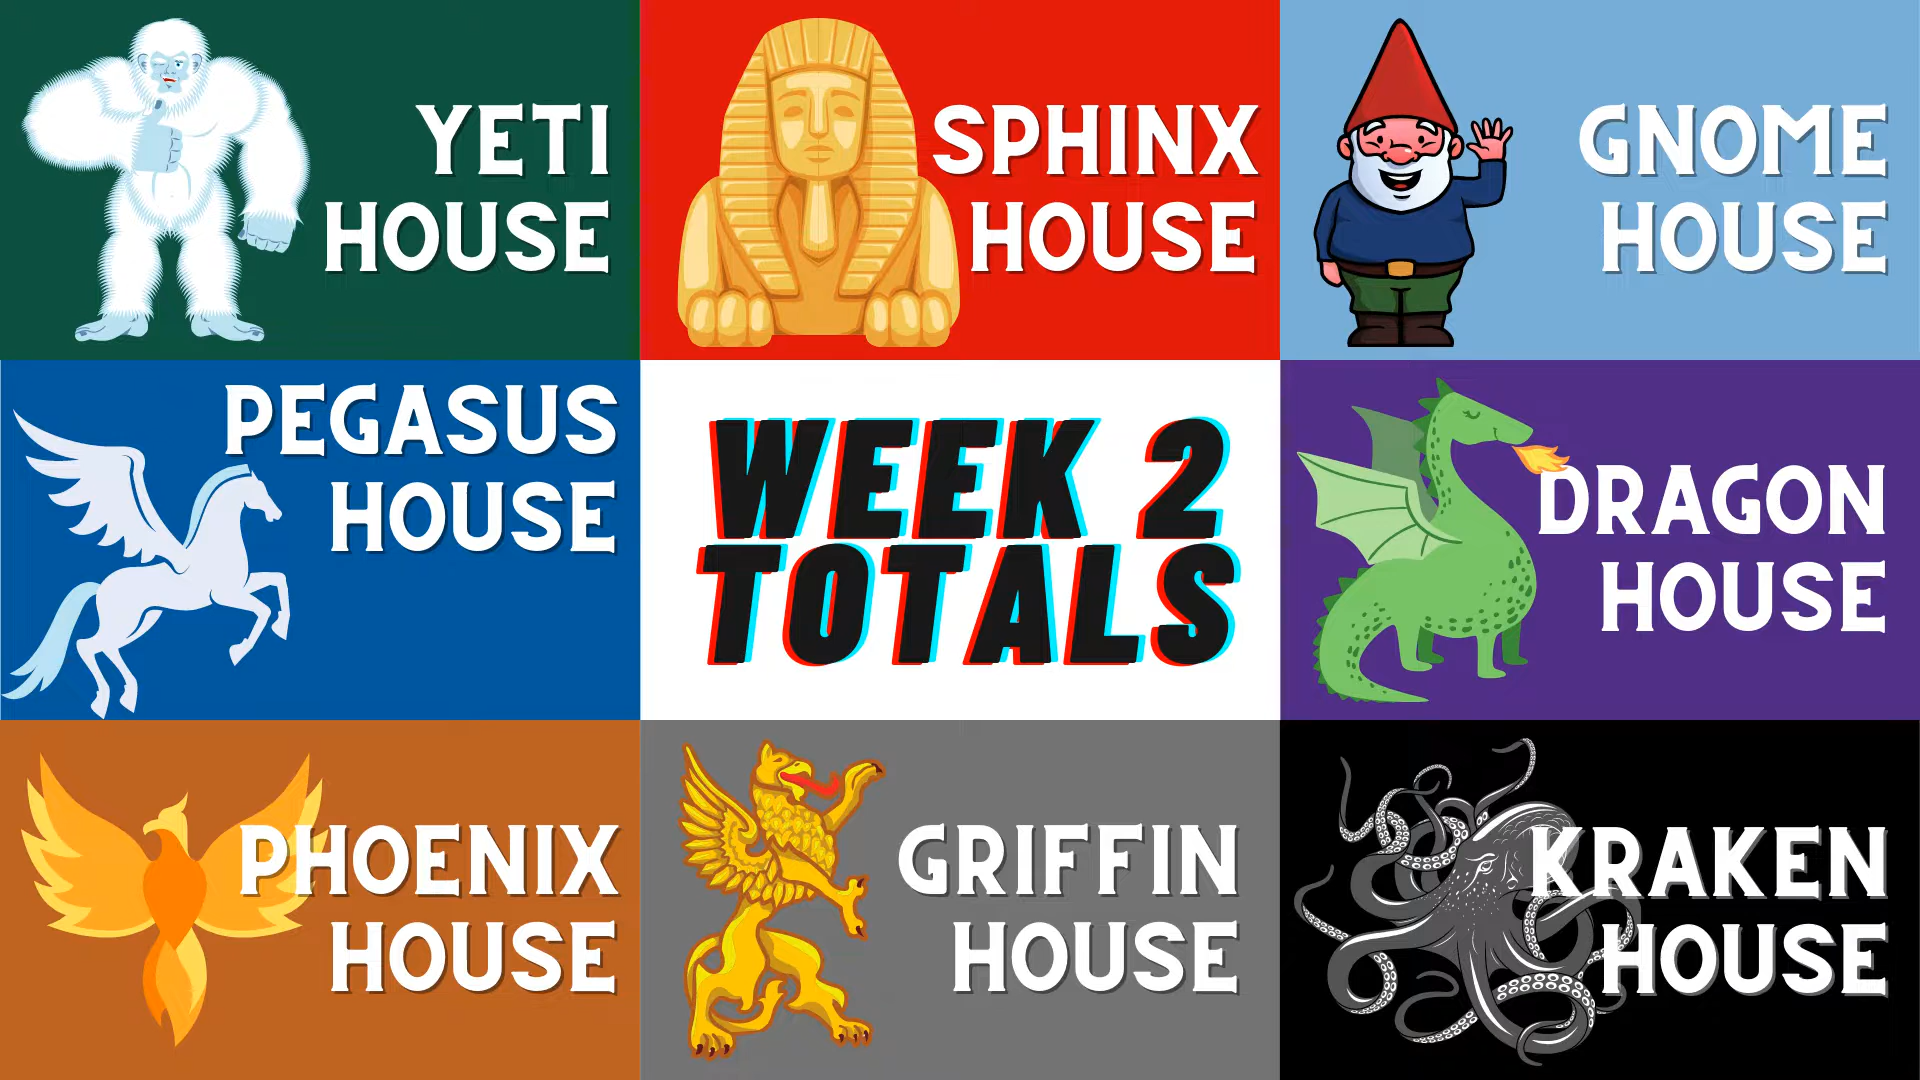 YETI
HOUSE
SPHINX
HOUSE
GNOME
HOUSE
PEGASUS
HOUSE
WEEK 2
TOTALS
DRAGON
HOUSE
PHOENIX
HOUSE
GRIFFIN
HOUSE
KRAKEN
HOUSE